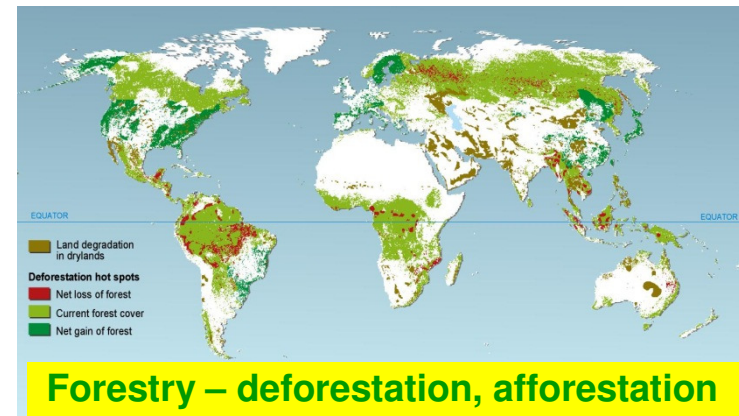 EQUATOR
EQUATOR
Land degradation
in drylands
Deforestation hot spots
Net loss of forest
Current forest cover
Net gain of forest
Forestry – deforestation, afforestation